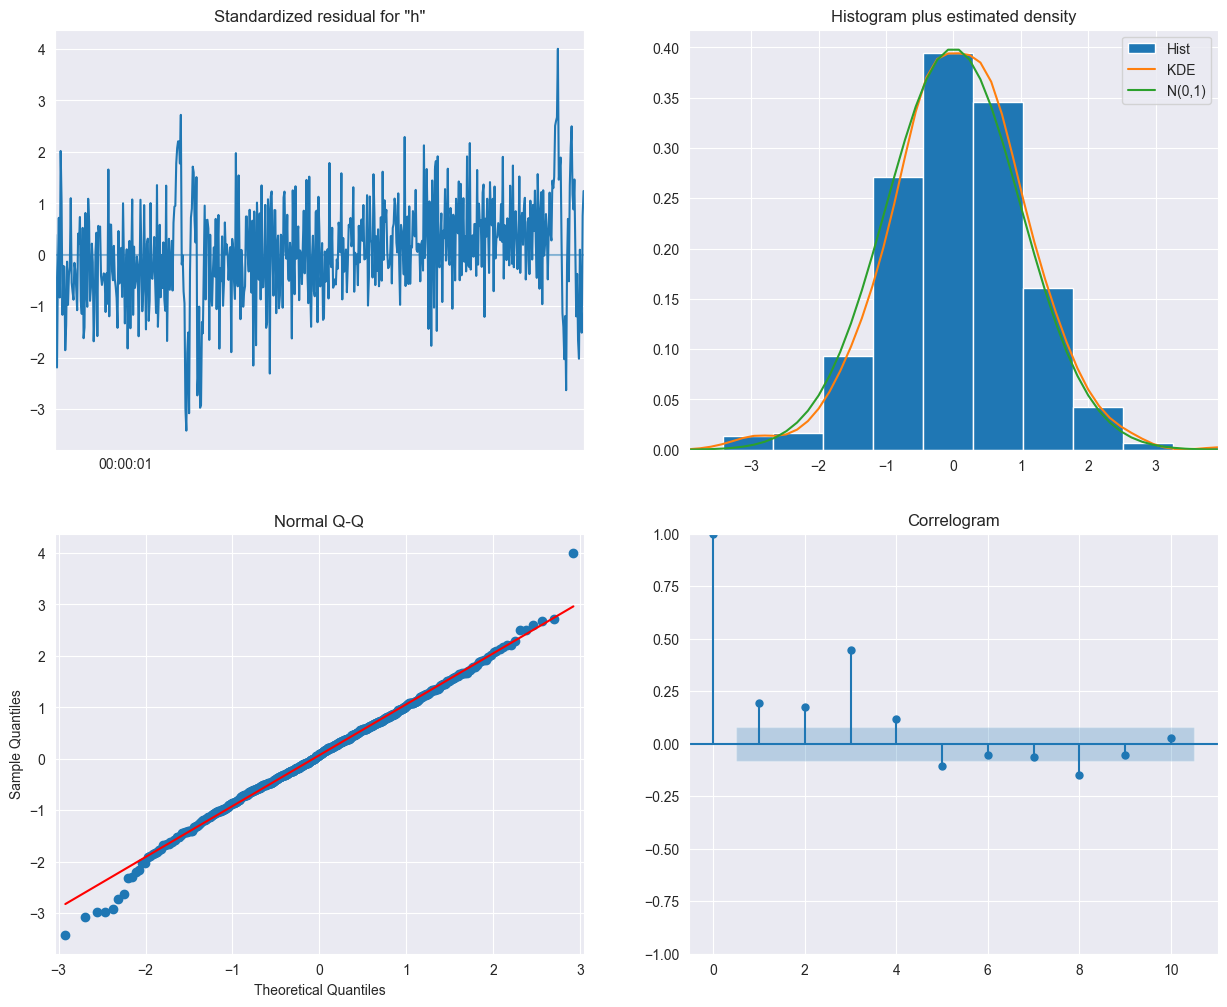 Standardized residual for "h"
4
3
2
1
0
−1
−2
−3
00:00:01
Histogram plus estimated density
Hist
KDE
N(0,1)
0.40
0.35
0.30
0.25
0.20
0.15
0.10
0.05
0.00
−3 −2 −1 0 1 2 3
Normal Q-Q
Sample Quantiles
4
3
2
1
0
−1
−2
−3
−3 −2 −1 0 1 2 3
Theoretical Quantiles
Correlogram
1.00
0.75
0.50
0.25
0.00
−0.25
−0.50
−0.75
−1.00
0 2 4 6 8 10